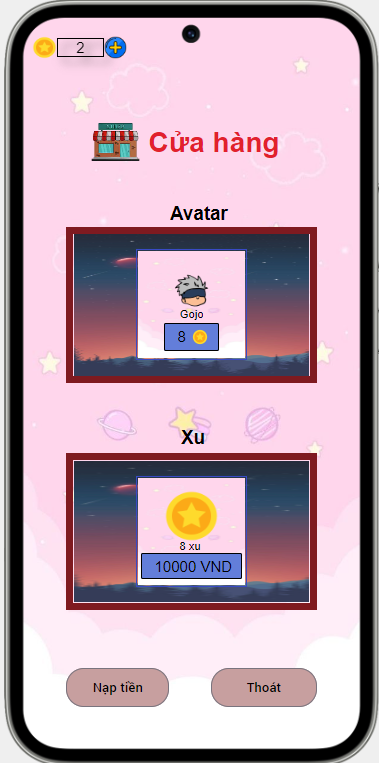 2
Cửa hàng
Avatar
Gojo
8
Xu
8 xu
10000 VND
Nạp tiền
Thoát